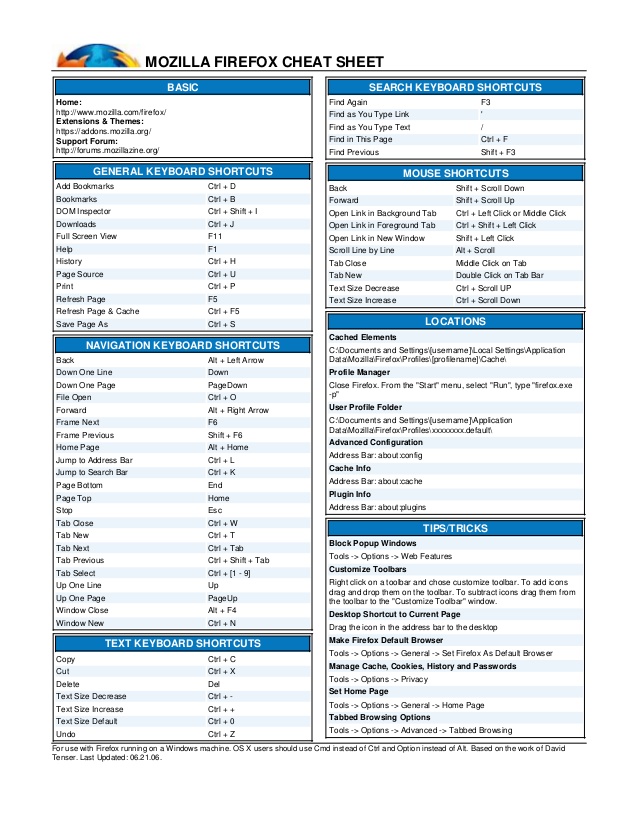 MOZILLA FIREFOX CHEAT SHEET
BASIC
Home:
http://www.mozilla.com/firefox/
Extensions & Themes:
https://addons.mozilla.org/
Support Forum:
http://forums.mozillazine.org/
GENERAL KEYBOARD SHORTCUTS
Add Bookmarks Ctrl + D
Bookmarks Ctrl + B
DOM Inspector Ctrl + Shift + I
Downloads Ctrl + J
Full Screen View F11
Help F1
History Ctrl + H
Page Source Ctrl + U
Print Ctrl + P
Refresh Page F5
Refresh Page & Cache Ctrl + F5
Save Page As Ctrl + S
NAVIGATION KEYBOARD SHORTCUTS
Back Alt + Left Arrow
Down One Line Down
Down One Page PageDown
File Open Ctrl + O
Forward Alt + Right Arrow
Frame Next F6
Frame Previous Shift + F6
Home Page Alt + Home
Jump to Address Bar Ctrl + L
Jump to Search Bar Ctrl + K
Page Bottom End
Page Top Home
Stop Esc
Tab Close Ctrl + W
Tab New Ctrl + T
Tab Next Ctrl + Tab
Tab Previous Ctrl + Shift + Tab
Tab Select Ctrl + [1 - 9]
Up One Line Up
Up One Page PageUp
Window Close Alt + F4
Window New Ctrl + N
TEXT KEYBOARD SHORTCUTS
Copy Ctrl + C
Cut Ctrl + X
Delete Del
Text Size Decrease Ctrl + -
Text Size Increase Ctrl + +
Text Size Default Ctrl + 0
Undo Ctrl + Z
SEARCH KEYBOARD SHORTCUTS
Find Again F3
Find as You Type Link '
Find as You Type Text /
Find in This Page Ctrl + F
Find Previous Shift + F3
MOUSE SHORTCUTS
Back Shift + Scroll Down
Forward Shift + Scroll Up
Open Link in Background Tab Ctrl + Left Click or Middle Click
Open Link in Foreground Tab Ctrl + Shift + Left Click
Open Link in New Window Shift + Left Click
Scroll Line by Line Alt + Scroll
Tab Close Middle Click on Tab
Tab New Double Click on Tab Bar
Text Size Decrease Ctrl + Scroll UP
Text Size Increase Ctrl + Scroll Down
LOCATIONS
Cached Elements
C:\Documents and Settings\[username]\Local Settings\Application
Data\Mozilla\Firefox\Profiles\[profilename]\Cache\
Profile Manager
Close Firefox. From the "Start" menu, select "Run", type "firefox.exe
-p"
User Profile Folder
C:\Documents and Settings\[username]\Application
Data\Mozilla\Firefox\Profiles\xxxxxxxx.default\
Advanced Configuration
Address Bar: about:config
Cache Info
Address Bar: about:cache
Plugin Info
Address Bar: about:plugins
TIPS/TRICKS
Block Popup Windows
Tools -> Options -> Web Features
Customize Toolbars
Right click on a toolbar and chose customize toolbar. To add icons
drag and drop them on the toolbar. To subtract icons drag them from
the toolbar to the "Customize Toolbar" window.
Desktop Shortcut to Current Page
Drag the icon in the address bar to the desktop
Make Firefox Default Browser
Tools -> Options -> General -> Set Firefox As Default Browser
Manage Cache, Cookies, History and Passwords
Tools -> Options -> Privacy
Set Home Page
Tools -> Options -> General -> Home Page
Tabbed Browsing Options
Tools -> Options -> Advanced -> Tabbed Browsing
For use with Firefox running on a Windows machine. OS X users should use Cmd instead of Ctrl and Option instead of Alt. Based on the work of David
Tenser. Last Updated: 06.21.06.